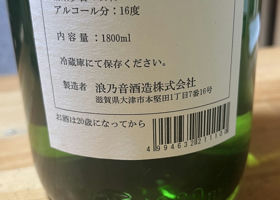 アルコール分：16度
内容量：1800ml
冷蔵庫にて保存ください。
製造者 浪乃音酒造株式会社
滋賀県大津市本堅田1丁目7番16号
お酒は20歳になってから
4994632211103